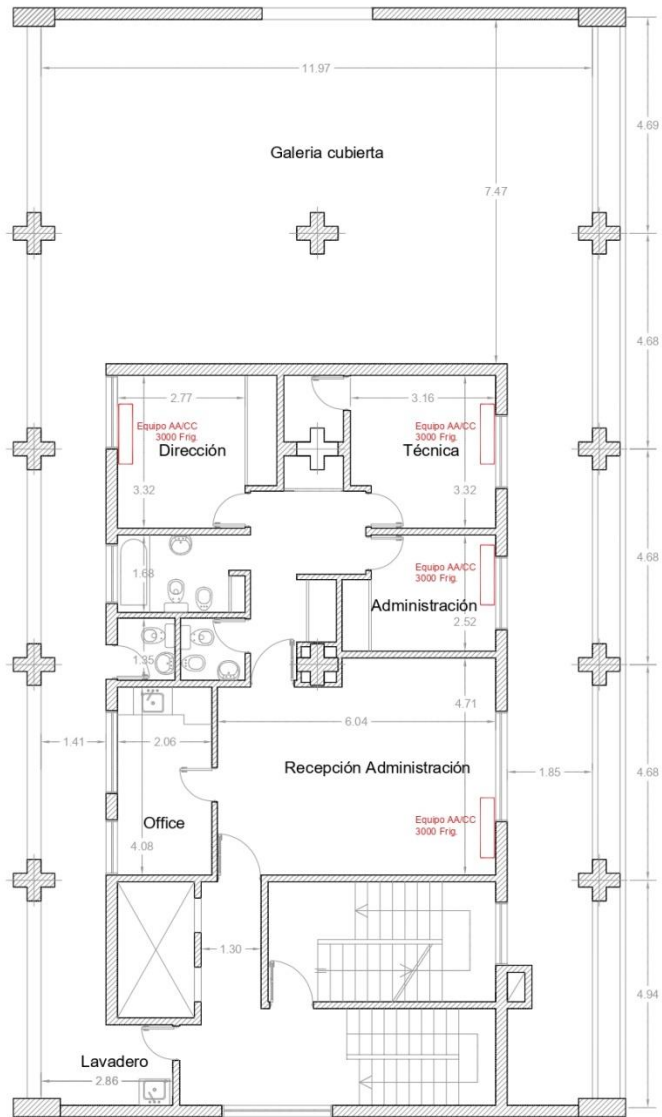 11.97
4.69
Galeria cubierta
7.47
4.68
2.77
3.16
Equipo AA/CC
3000 Frig.
Dirección
Equipo AA/CC
3000 Frig.
Técnica
4.68
3.32
3.32
1.68
Equipo AA/CC
3000 Frig.
Administración
2.52
1.35
4.71
4.68
6.04
1.41
2.06
1.85
Recepción Administración
Office
Equipo AA/CC
3000 Frig.
4.08
1.30
4.94
Lavadero
2.86